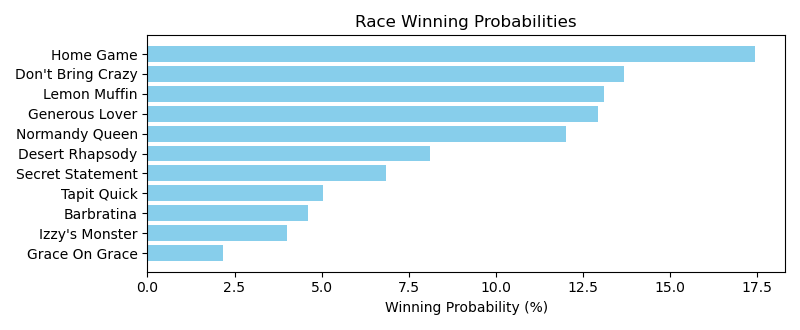 Race Winning Probabilities
Home Game
Don't Bring Crazy
Lemon Muffin
Generous Lover
Normandy Queen
Desert Rhapsody
Secret Statement
Tapit Quick
Barbratina
Izzy's Monster
Grace On Grace
0.0 2.5 5.0 7.5 10.0 12.5 15.0 17.5
Winning Probability (%)